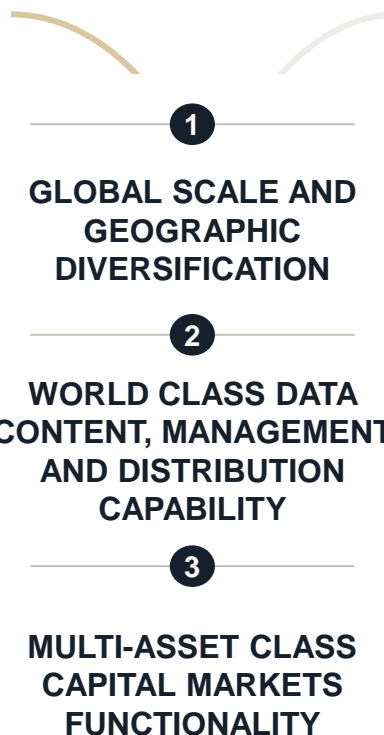 1
GLOBAL SCALE AND
GEOGRAPHIC
DIVERSIFICATION
2
WORLD CLASS DATA
CONTENT, MANAGEMENT
AND DISTRIBUTION
CAPABILITY
3
MULTI-ASSET CLASS
CAPITAL MARKETS
FUNCTIONALITY